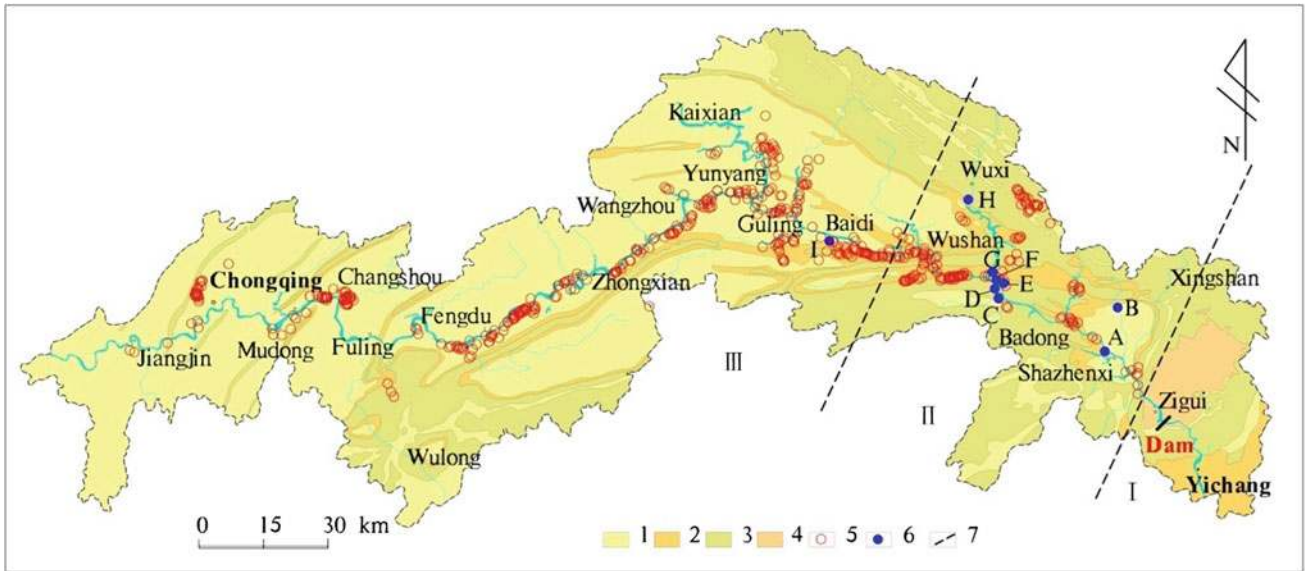 Kaixian
N
Wuxi
H
Yunyang
Wangzhou
Guling
Baidi
I
Wushan
G
F
E
Xingshan
Chongqing
Changshou
Zhongxian
D
C
B
Fengdu
Jiangjin
Mudong
Fuling
Badong
A
III
Shazhenxi
Zigui
II
Dam
Wulong
I
Yichang
0 15 30 km
1 2 3 4 5 6 7